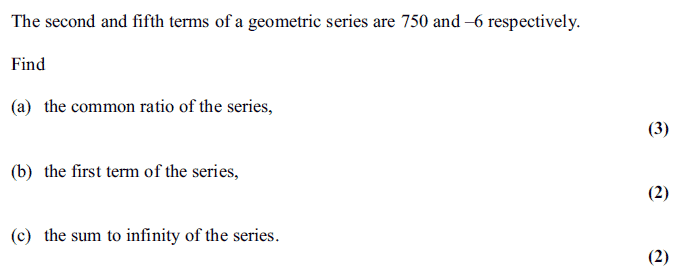 The second and fifth terms of a geometric series are 750 and –6 respectively.
Find
(a) the common ratio of the series,
(3)
(b) the first term of the series,
(2)
(c) the sum to infinity of the series.
(2)